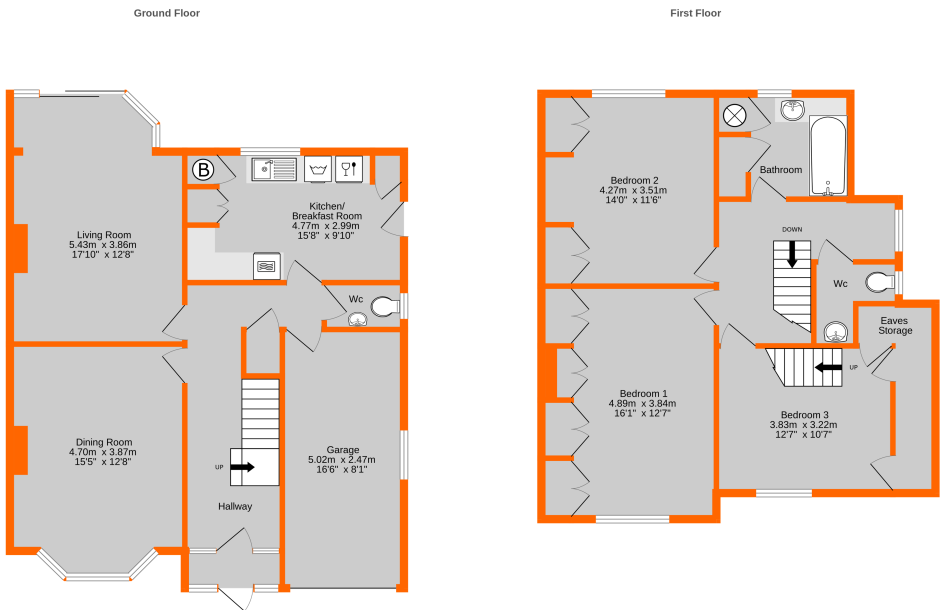 Ground Floor
First Floor
B
Kitchen/
Breakfast Room
4.77m x 2.99m
15'8" x 9'10"
Living Room
5.43m x 3.86m
17'10" x 12'8"
Wc
Dining Room
4.70m x 3.87m
15'5" x 12'8"
Garage
5.02m x 2.47m
16'6" x 8'1"
UP
Hallway
Bathroom
Bedroom 2
4.27m x 3.51m
14'0" x 11'6"
DOWN
Wc
Eaves
Storage
UP
Bedroom 1
4.89m x 3.84m
16'1" x 12'7"
Bedroom 3
3.83m x 3.22m
12'7" x 10'7"